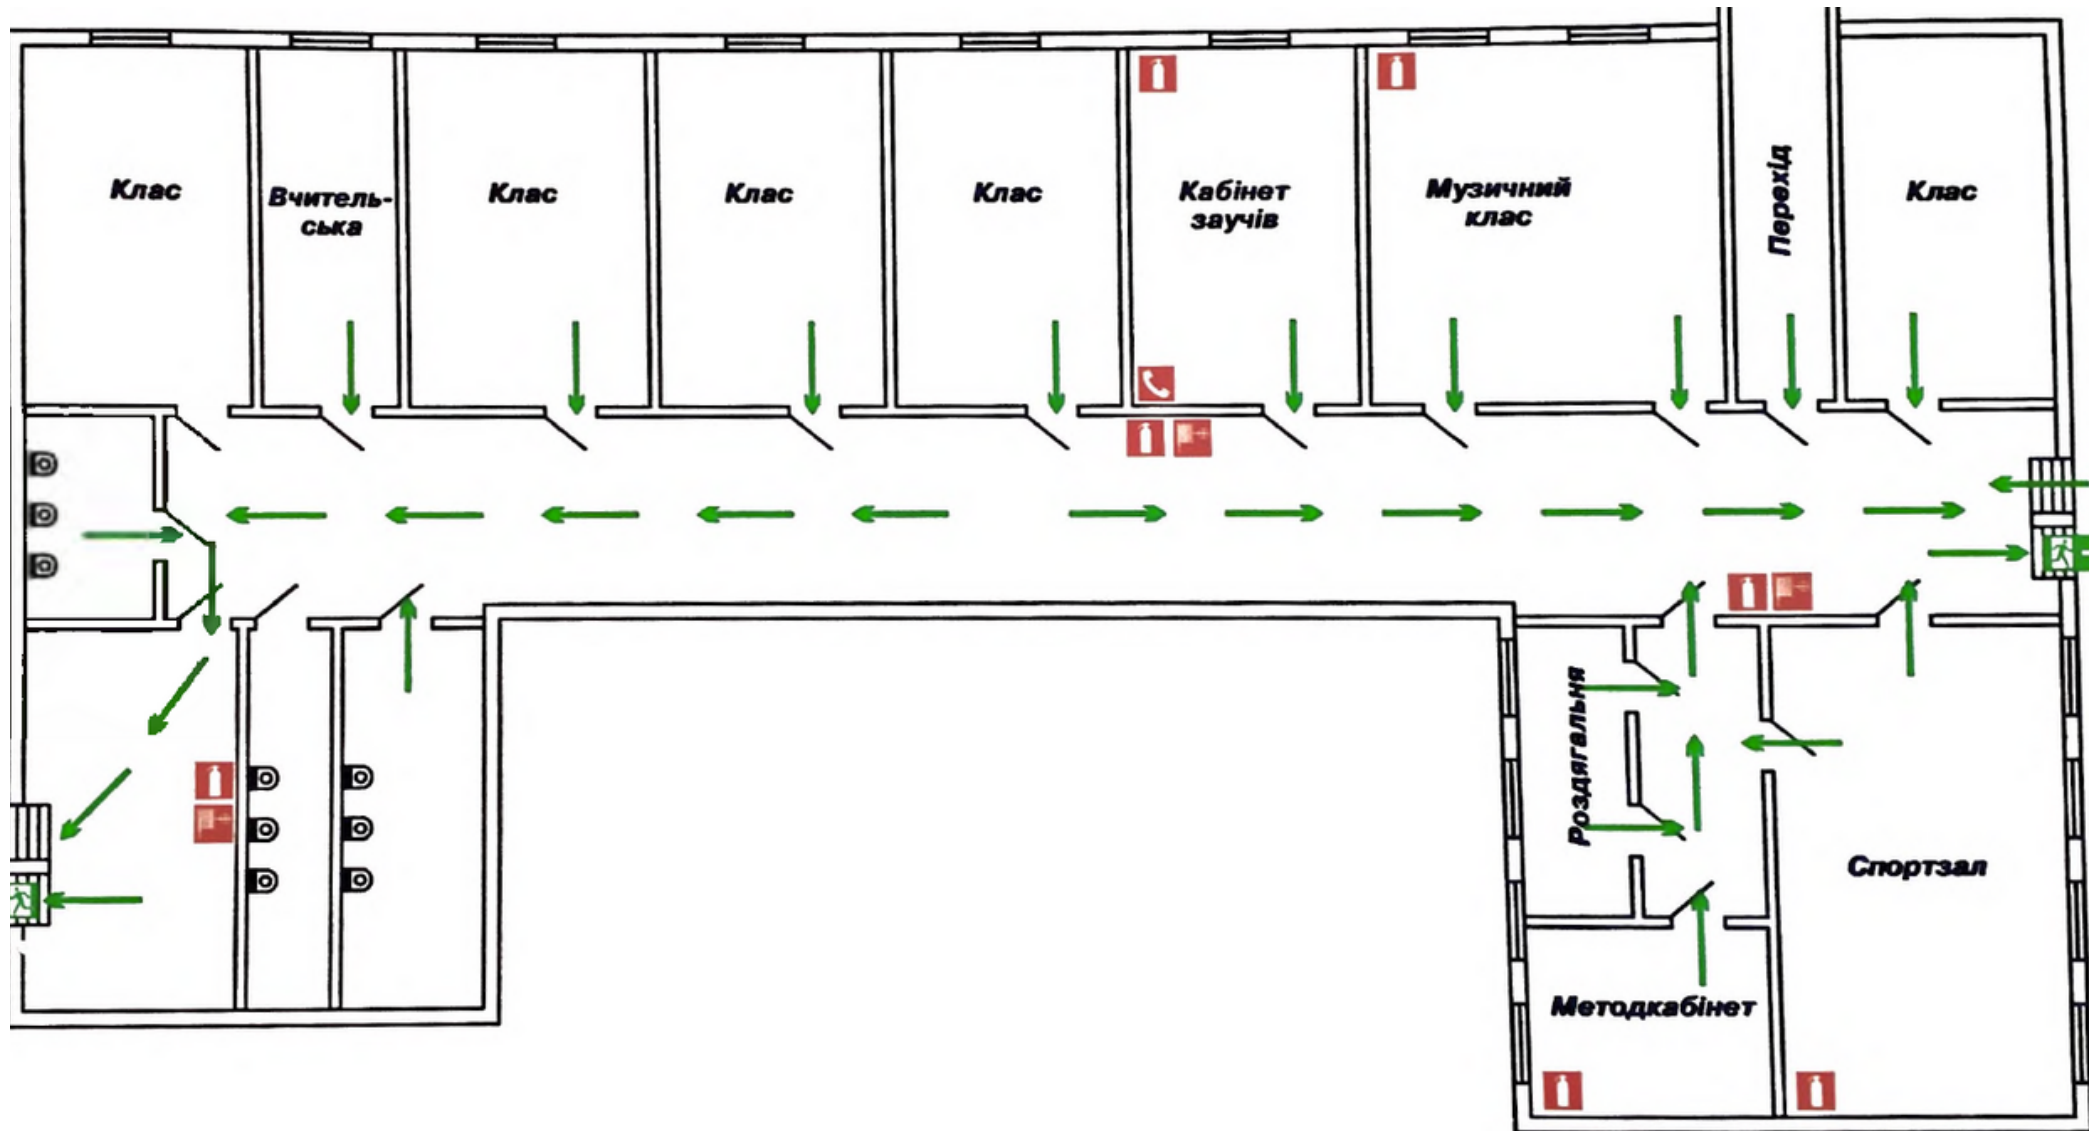 Клас
Вчитель-
ська
Клас
Клас
Клас
Кабінет
заучів
Музичний
клас
Перехід
Клас
Роздягальня
Спортзал
Методкабінет